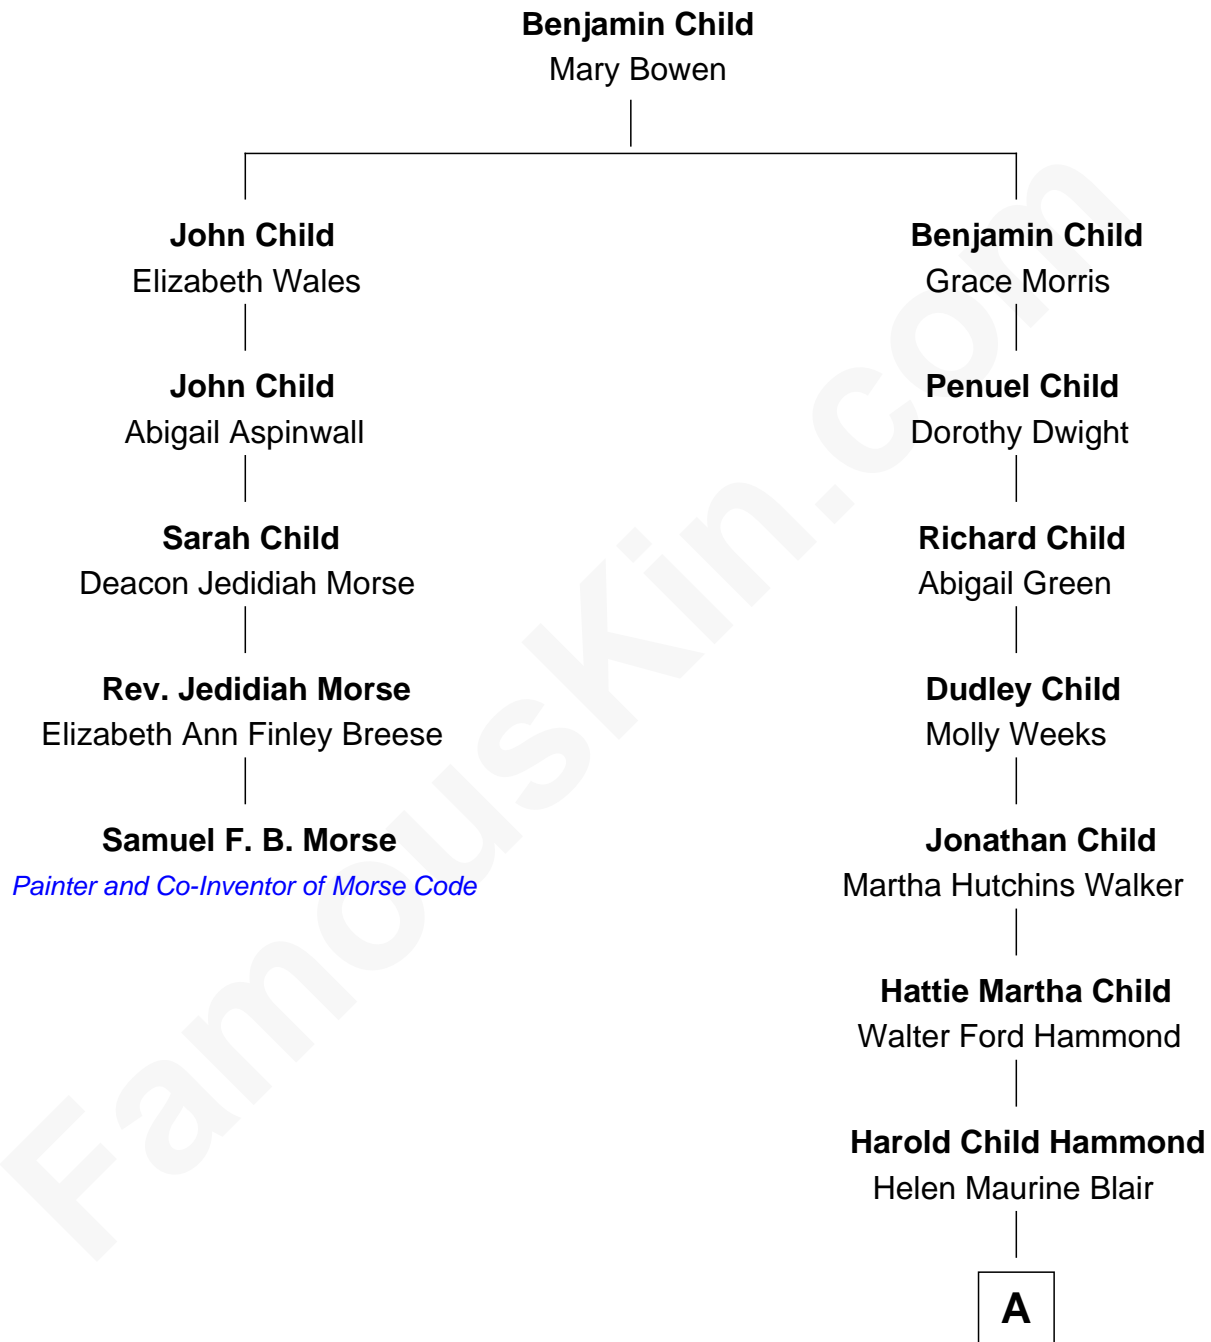 Benjamin Child
Mary Bowen
John Child
Elizabeth Wales
John Child
Abigail Aspinwall
Sarah Child
Deacon Jedidiah Morse
Rev. Jedidiah Morse
Elizabeth Ann Finley Breese
Samuel F. B. Morse
Painter and Co-Inventor of Morse Code
Benjamin Child
Grace Morris
Penuel Child
Dorothy Dwight
Richard Child
Abigail Green
Dudley Child
Molly Weeks
Jonathan Child
Martha Hutchins Walker
Hattie Martha Child
Walter Ford Hammond
Harold Child Hammond
Helen Maurine Blair
A
FamousKin.com